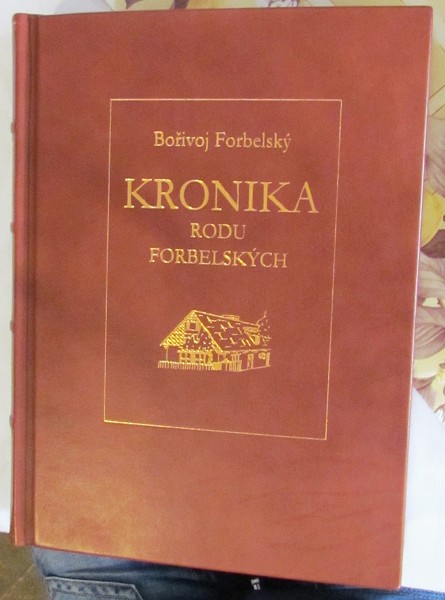 Bořivoj Forbelský
KRONIKA
RODU
FORBELSKÝCH